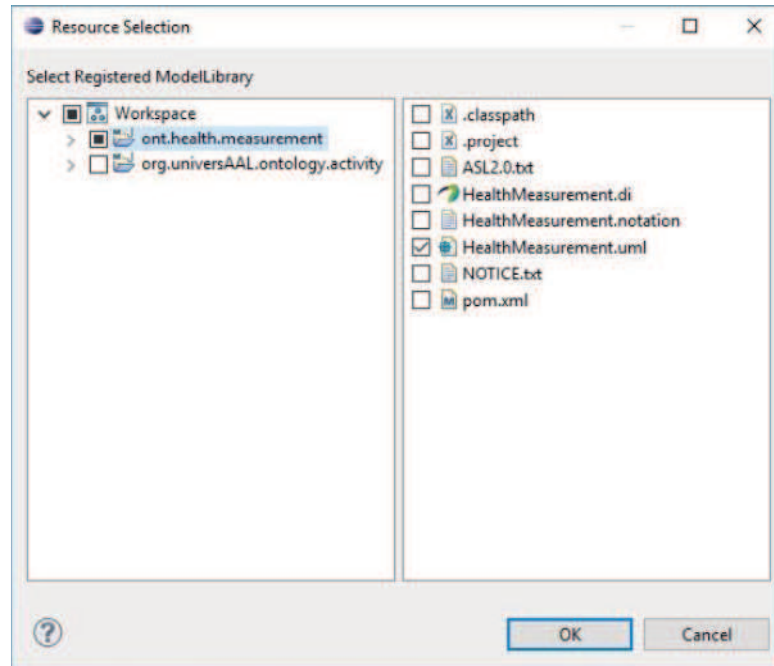 Resource Selection
Select Registered ModelLibrary
Workspace
ont.health.measurement
org.universAAL.ontology.activity
.classpath
.project
ASL2.0.txt
HealthMeasurement.di
HealthMeasurement.notation
HealthMeasurement.uml
NOTICE.txt
pom.xml
OK
Cancel